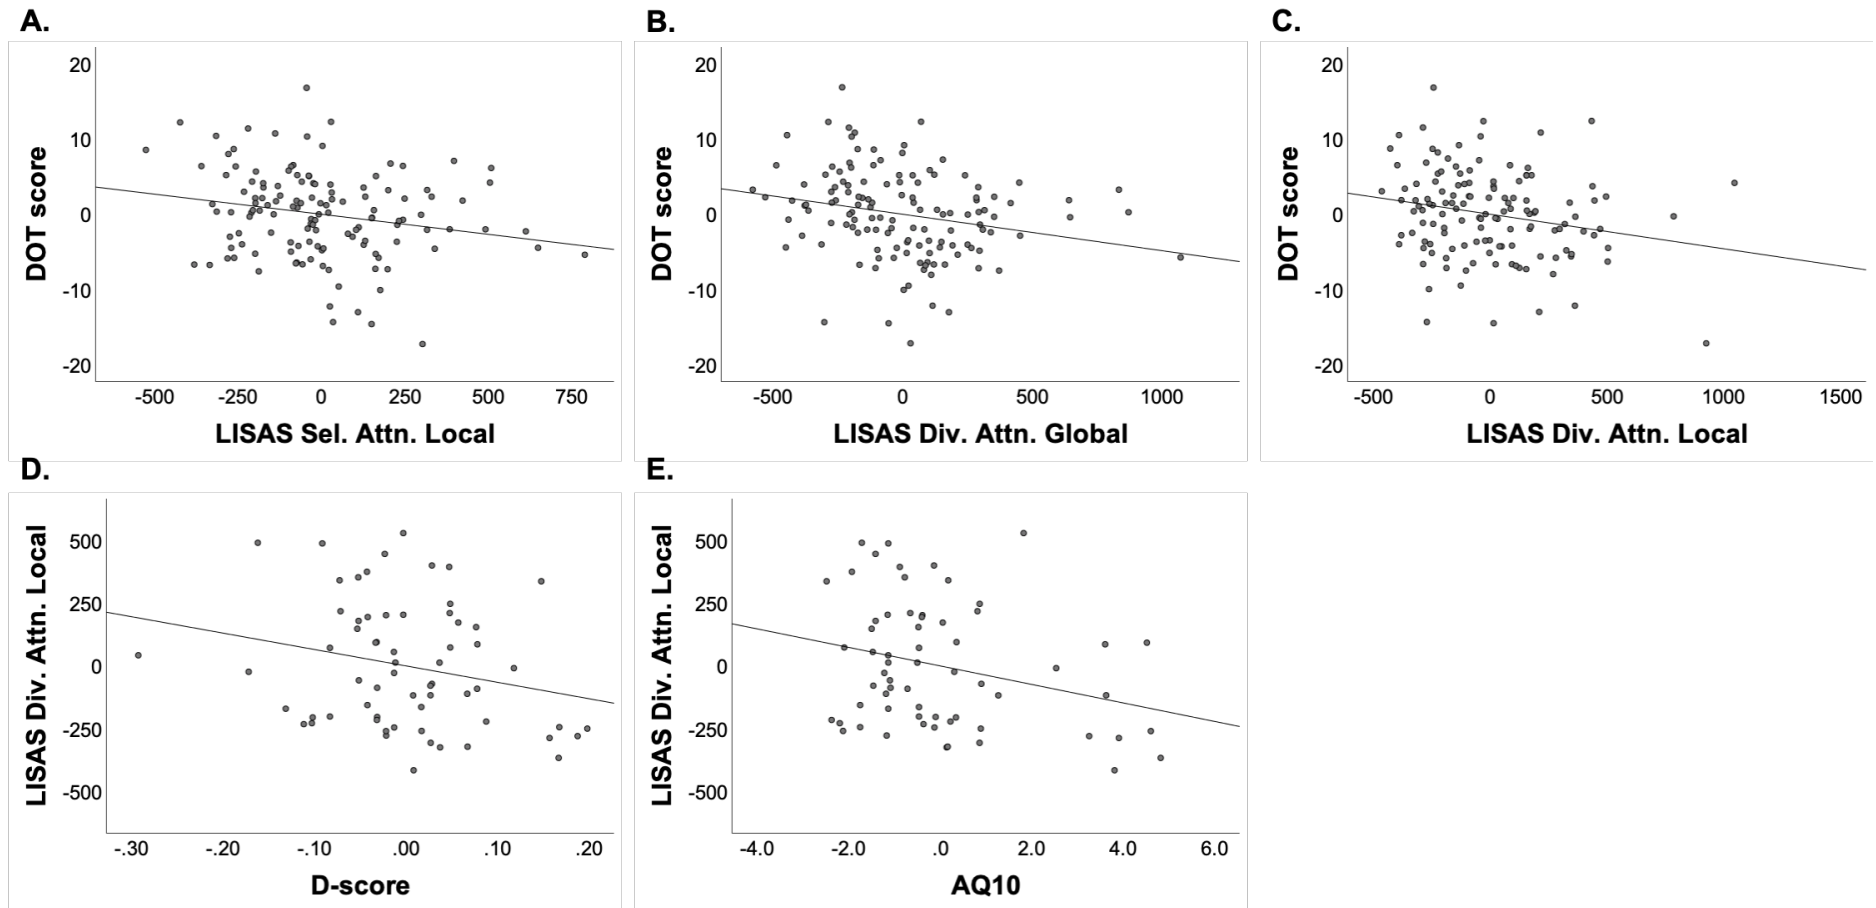 A.
DOT score
20
10
0
-10
-20
-500 -250 0 250 500 750
LISAS Sel. Attn. Local
B.
DOT score
20
10
0
-10
-20
-500 0 500 1000
LISAS Div. Attn. Global
C.
DOT score
20
10
0
-10
-20
-500 0 500 1000 1500
LISAS Div. Attn. Local
D.
LISAS Div. Attn. Local
500
250
0
-250
-500
-.30 -.20 -.10 .00 .10 .20
D-score
E.
LISAS Div. Attn. Local
500
250
0
-250
-500
-4.0 -2.0 .0 2.0 4.0 6.0
AQ10